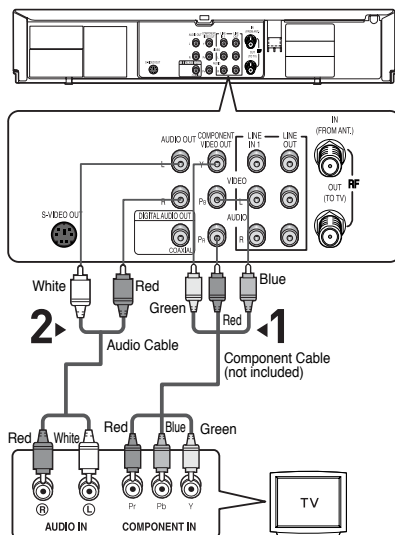 IN
(FROM ANT.)
AUDIO OUT
COMPONENT
VIDEO OUT
LINE
IN 1
LINE
OUT
L
Y
VIDEO
RF
OUT
(TO TV)
R
PB
L
S-VIDEO OUT
DIGITAL AUDIO OUT
AUDIO
COAXIAL
PR
R
White
Red
Green
Red
Blue
2
1
Audio Cable
Component Cable
(not included)
Red
White
Red
Blue
Green
R
L
Pr
Pb
Y
AUDIO IN
COMPONENT IN
TV